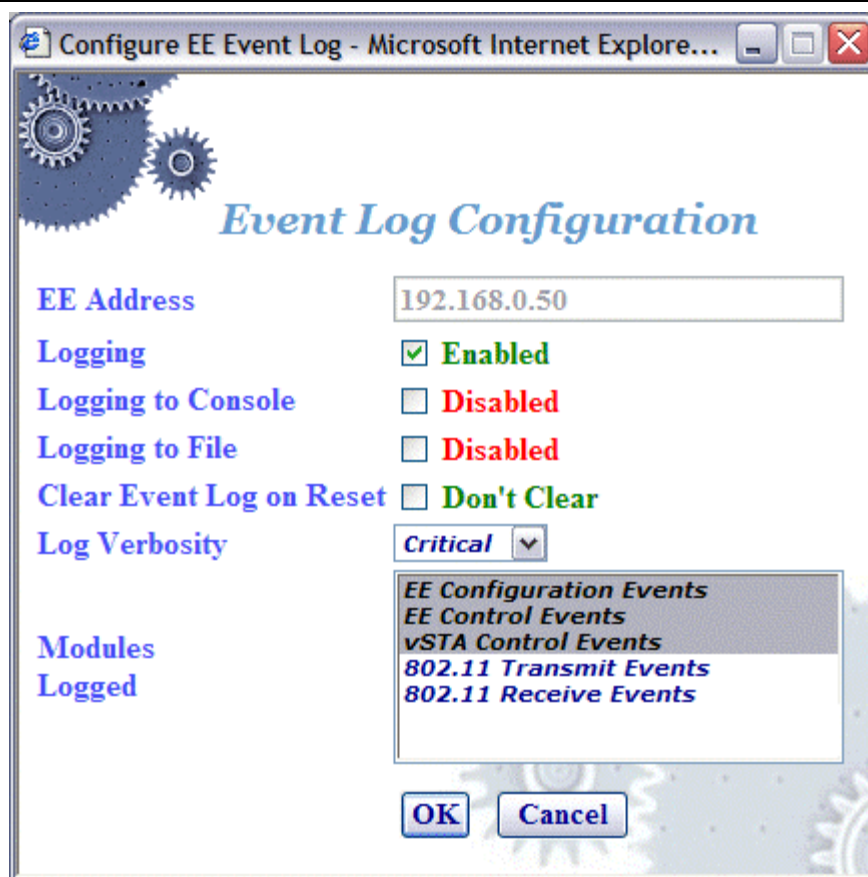 Configure EE Event Log - Microsoft Internet Explore...
Event Log Configuration
EE Address 192.168.0.50
Logging Enabled
Logging to Console Disabled
Logging to File Disabled
Clear Event Log on Reset Don't Clear
Log Verbosity Critical
Modules
Logged
EE Configuration Events
EE Control Events
vSTA Control Events
802.11 Transmit Events
802.11 Receive Events
OK Cancel